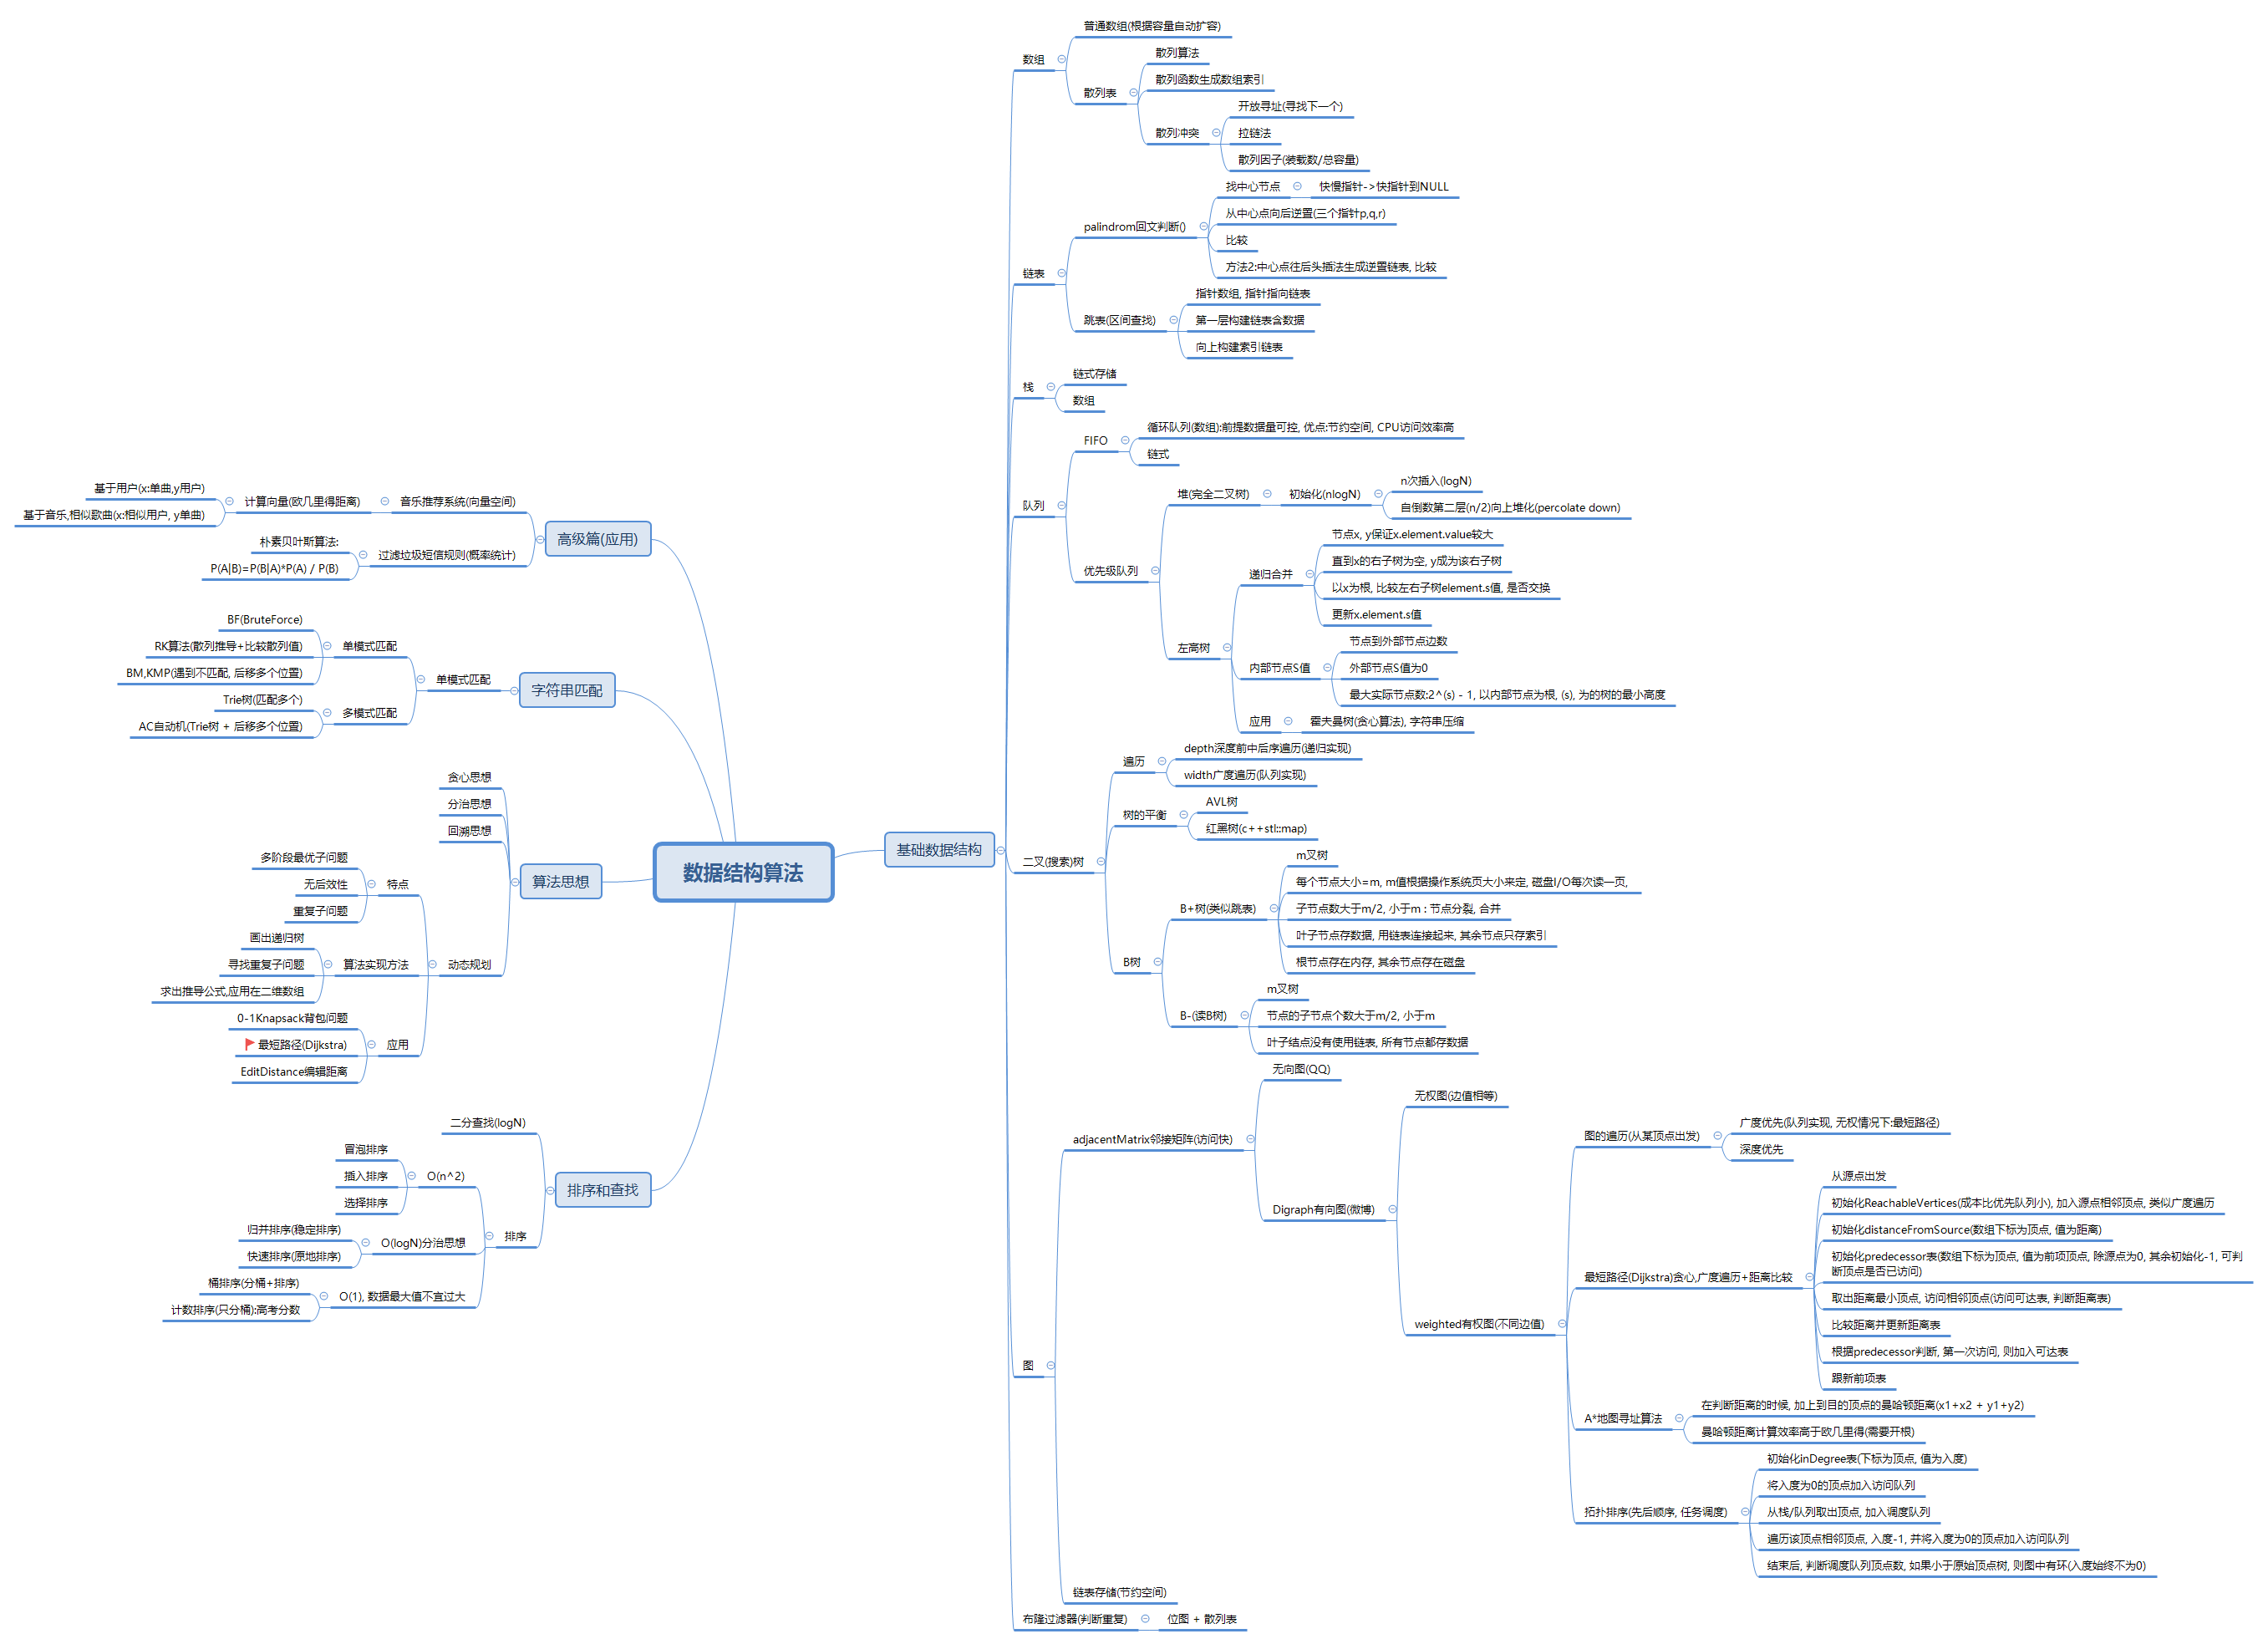 数据结构算法
基础数据结构
数组
普通数组(根据容量自动扩容)
散列表
散列算法
散列函数生成数组索引
散列冲突
开放寻址(寻找下一个)
拉链法
散列因子(装载数/总容量)
链表
palindrom回文判断()
找中心节点
快慢指针->快指针到NULL
从中心点向后逆置(三个指针p,q,r)
比较
方法2:中心点往后头插法生成逆置链表, 比较
跳表(区间查找)
指针数组, 指针指向链表
第一层构建链表含数据
向上构建索引链表
栈
链式存储
数组
队列
FIFO
循环队列(数组):前提数据量可控, 优点:节约空间, CPU访问效率高
链式
优先级队列
堆(完全二叉树)
初始化(nlogN)
n次插入(logN)
自倒数第二层(n/2)向上堆化(percolate down)
左高树
递归合并
节点x, y保证x.element.value较大
直到x的右子树为空, y成为该右子树
以x为根, 比较左右子树element.s值, 是否交换
更新x.element.s值
内部节点S值
节点到外部节点边数
外部节点S值为0
最大实际节点数:2^(s) - 1, 以内部节点为根, (s), 为的树的最小高度
应用
霍夫曼树(贪心算法), 字符串压缩
二叉(搜索)树
遍历
depth深度前中后序遍历(递归实现)
width广度遍历(队列实现)
树的平衡
AVL树
红黑树(c++stl::map)
B树
B+树(类似跳表)
m叉树
每个节点大小=m, m值根据操作系统页大小来定, 磁盘I/O每次读一页,
子节点数大于m/2, 小于m : 节点分裂, 合并
叶子节点存数据, 用链表连接起来, 其余节点只存索引
根节点存在内存, 其余节点存在磁盘
B-(读B树)
m叉树
节点的子节点个数大于m/2, 小于m
叶子结点没有使用链表, 所有节点都存数据
图
adjacentMatrix邻接矩阵(访问快)
无向图(QQ)
Digraph有向图(微博)
无权图(边值相等)
weighted有权图(不同边值)
图的遍历(从某顶点出发)
广度优先(队列实现, 无权情况下:最短路径)
深度优先
最短路径(Dijkstra)贪心,广度遍历+距离比较
从源点出发
初始化ReachableVertices(成本比优先队列小), 加入源点相邻顶点, 类似广度遍历
初始化distanceFromSource(数组下标为顶点, 值为距离)
初始化predecessor表(数组下标为顶点, 值为前项顶点, 除源点为0, 其余初始化-1, 可判
断顶点是否已访问)
取出距离最小顶点, 访问相邻顶点(访问可达表, 判断距离表)
比较距离并更新距离表
根据predecessor判断, 第一次访问, 则加入可达表
跟新前项表
A*地图寻址算法
在判断距离的时候, 加上到目的顶点的曼哈顿距离(x1+x2 + y1+y2)
曼哈顿距离计算效率高于欧几里得(需要开根)
拓扑排序(先后顺序, 任务调度)
初始化inDegree表(下标为顶点, 值为入度)
将入度为0的顶点加入访问队列
从栈/队列取出顶点, 加入调度队列
遍历该顶点相邻顶点, 入度-1, 并将入度为0的顶点加入访问队列
结束后, 判断调度队列顶点数, 如果小于原始顶点树, 则图中有环(入度始终不为0)
链表存储(节约空间)
布隆过滤器(判断重复)
位图 + 散列表
高级篇(应用)
音乐推荐系统(向量空间)
计算向量(欧几里得距离)
基于用户(x:单曲,y用户)
基于音乐,相似歌曲(x:相似用户, y单曲)
过滤垃圾短信规则(概率统计)
朴素贝叶斯算法:
P(A|B)=P(B|A)*P(A) / P(B)
字符串匹配
单模式匹配
单模式匹配
BF(BruteForce)
RK算法(散列推导+比较散列值)
BM,KMP(遇到不匹配, 后移多个位置)
多模式匹配
Trie树(匹配多个)
AC自动机(Trie树 + 后移多个位置)
算法思想
贪心思想
分治思想
回溯思想
动态规划
特点
多阶段最优子问题
无后效性
重复子问题
算法实现方法
画出递归树
寻找重复子问题
求出推导公式,应用在二维数组
应用
0-1Knapsack背包问题
最短路径(Dijkstra)
EditDistance编辑距离
排序和查找
二分查找(logN)
排序
O(n^2)
冒泡排序
插入排序
选择排序
O(logN)分治思想
归并排序(稳定排序)
快速排序(原地排序)
O(1), 数据最大值不宜过大
桶排序(分桶+排序)
计数排序(只分桶):高考分数